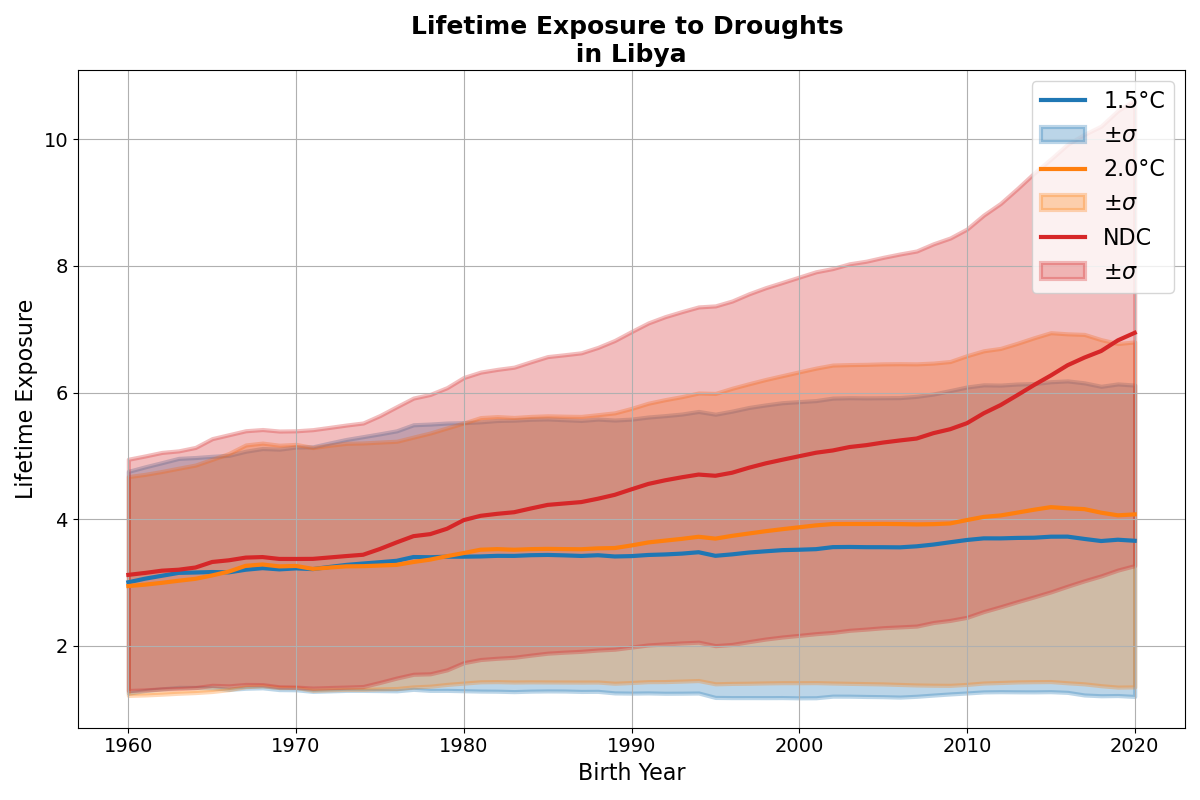 Lifetime Exposure to Droughts
in Libya
Lifetime Exposure
10
8
6
4
2
1960
1970
1980
1990
2000
2010
2020
Birth Year
1.5°C
±σ
2.0°C
±σ
NDC
±σ